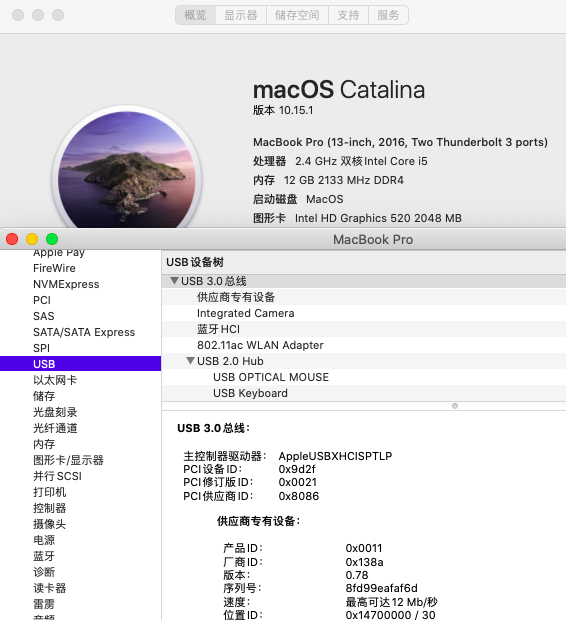 概览 显示器 储存空间 支持 服务
macOS Catalina
版本 10.15.1
MacBook Pro (13-inch, 2016, Two Thunderbolt 3 ports)
处理器 2.4 GHz 双核Intel Core i5
内存 12 GB 2133 MHz DDR4
启动磁盘 MacOS
图形卡 Intel HD Graphics 520 2048 MB
MacBook Pro
Apple Pay
FireWire
NVMExpress
PCI
SAS
SATA/SATA Express
SPI
USB
以太网卡
储存
光盘刻录
光纤通道
内存
图形卡/显示器
并行SCSI
打印机
控制器
摄像头
电源
蓝牙
诊断
读卡器
雷雳
音频
USB设备树
USB 3.0总线
供应商专有设备
Integrated Camera
蓝牙HCI
802.11ac WLAN Adapter
USB 2.0 Hub
USB OPTICAL MOUSE
USB Keyboard
USB 3.0总线：
主控制器驱动器： AppleUSBXHCISPTLP
PCI设备ID： 0x9d2f
PCI修订版ID： 0x0021
PCI供应商ID： 0x8086
供应商专有设备：
产品ID： 0x0011
厂商ID： 0x138a
版本： 0.78
序列号： 8fd99eafaf6d
速度： 最高可达12 Mb/秒
位置ID： 0x14700000 / 30